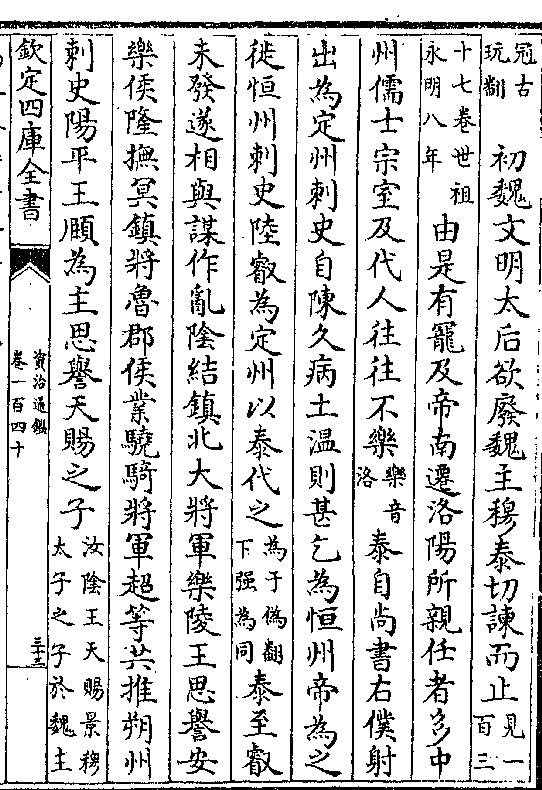 冠古玩翻初魏文明太后欲廢魏主穆泰切諫而止見一百三
十七卷世祖永明八年由是有寵及帝南遷洛陽所親任者多中
州儒士宗室及代人往往不樂樂音洛泰自尚書右僕射
出為定州刺史自陳久病土溫則甚乞為恒州帝為之
徙恒州刺史陸叡為定州以泰代之為于偽翻下强為同泰至叡
未發遂相與謀作亂陰結鎮北大將軍樂陵王思譽安
樂侯隆撫冥鎮將魯郡侯業驍騎將軍超等共推朔州
刺史陽平王頤為主思譽天賜之子汝陰王天賜景穆太子之子於魏主
欽定四庫全書
資治通鑑
卷一百四十